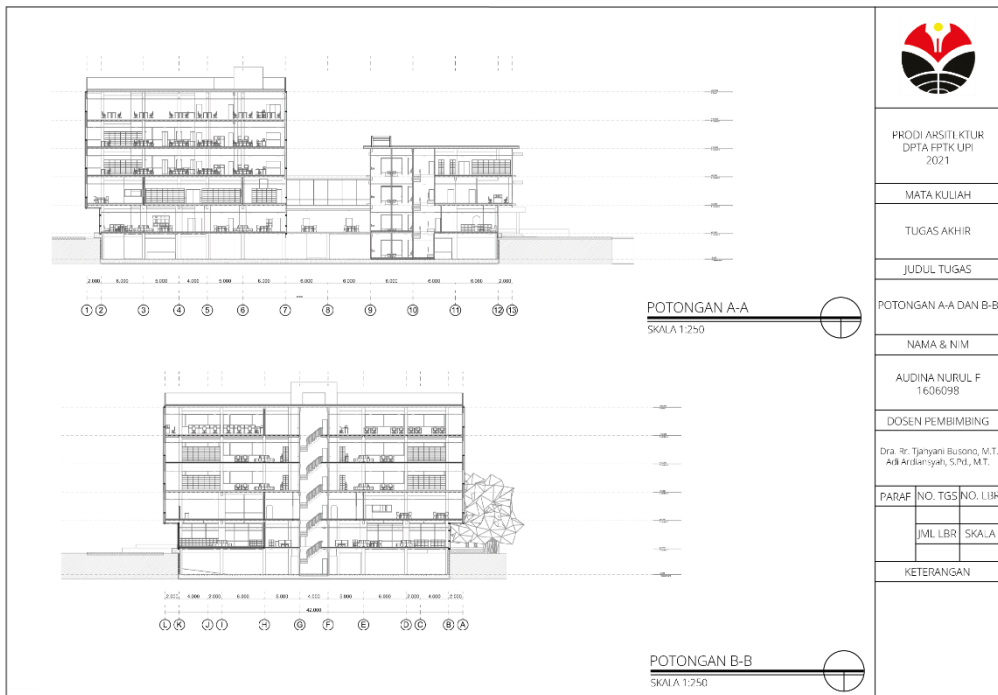 2.000 6.000 5.000 4.000 5.000 6.000 6.000 6.000 6.000 6.000 6.000 2.000
1 2 3 4 5 6 7 8 9 10 11 12 13
POTONGAN A-A
SKALA 1:250
42.000
L K J I H G F E D C B A
POTONGAN B-B
SKALA 1:250
PRODI ARSITEKTUR
DPTA FPTK UPI
2021
MATA KULIAH
TUGAS AKHIR
JUDUL TUGAS
POTONGAN A-A DAN B-B
NAMA & NIM
AUDINA NURUL F
1606098
DOSEN PEMBIMBING
Dra. Rr. Tjahyani Busono, M.T.
Adi Ardiansyah, S.Pd., M.T.
PARAF NO. TGS NO. LBR
JML LBR SKALA
KETERANGAN